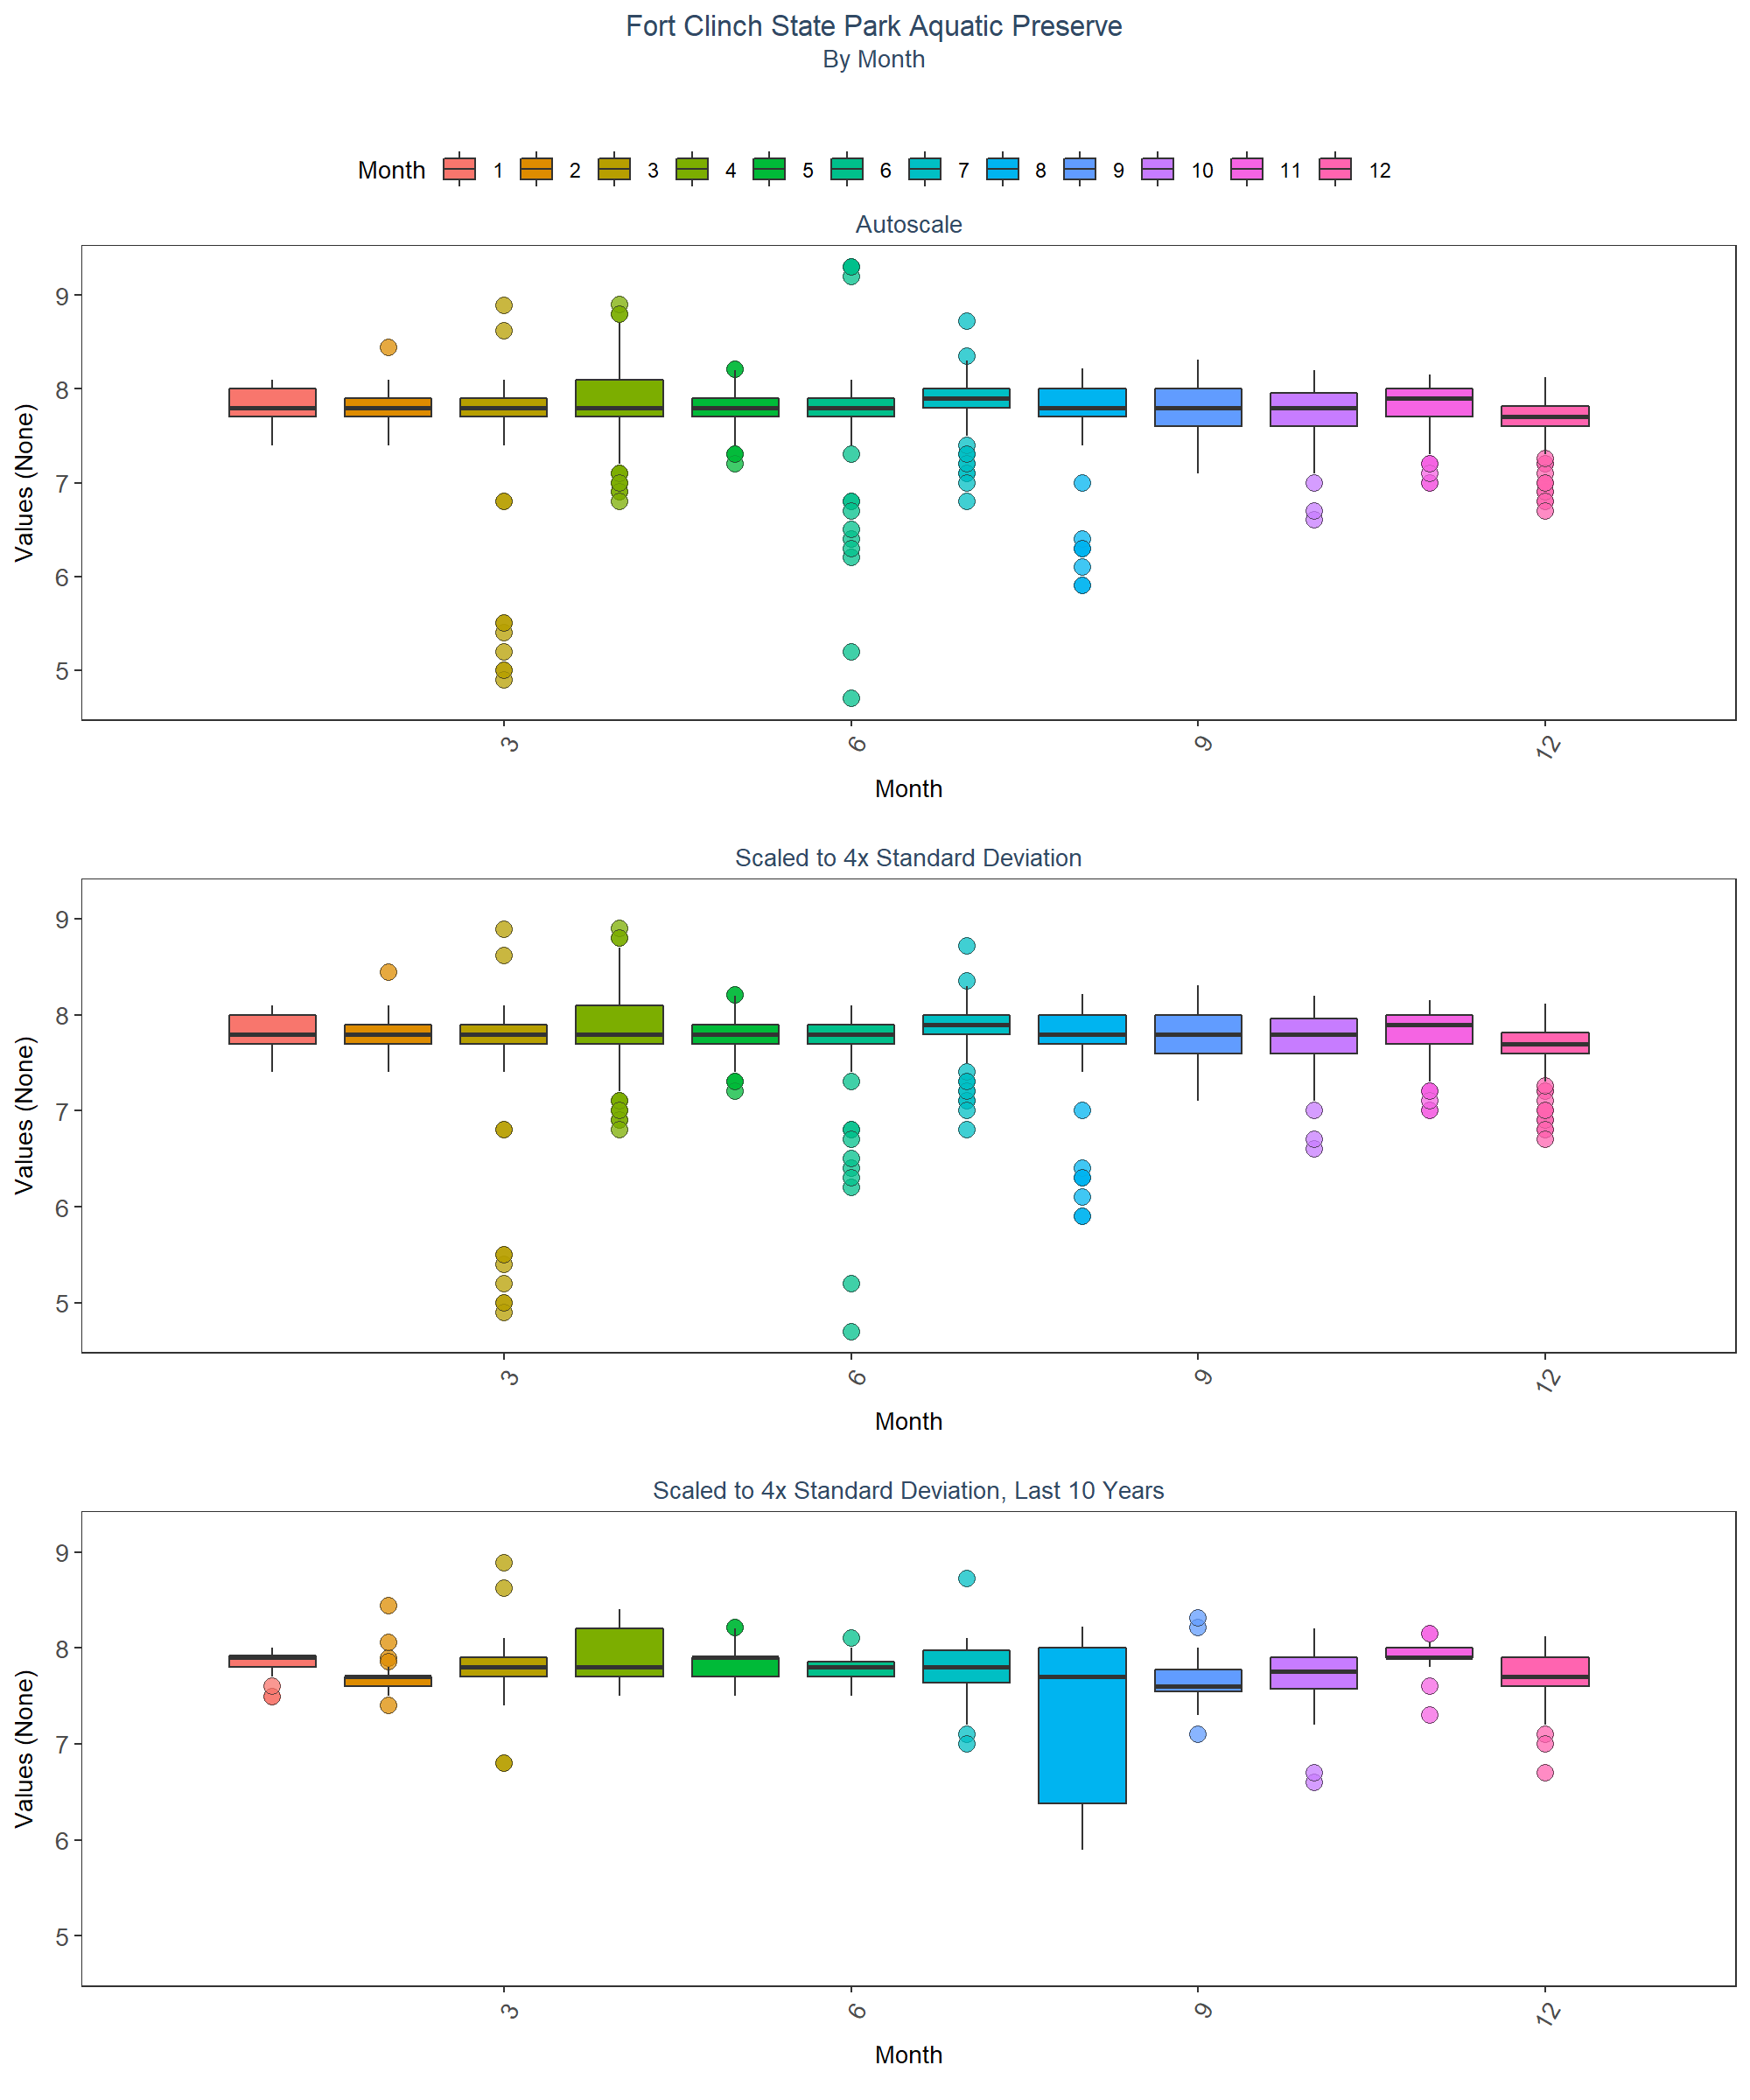 Fort Clinch State Park Aquatic Preserve
By Month
Month 1 2 3 4 5 6 7 8 9 10 11 12
Autoscale
Values (None)
9
8
7
6
5
3 6 9 12
Month
Scaled to 4x Standard Deviation
Values (None)
9
8
7
6
5
3 6 9 12
Month
Scaled to 4x Standard Deviation, Last 10 Years
Values (None)
9
8
7
6
5
3 6 9 12
Month